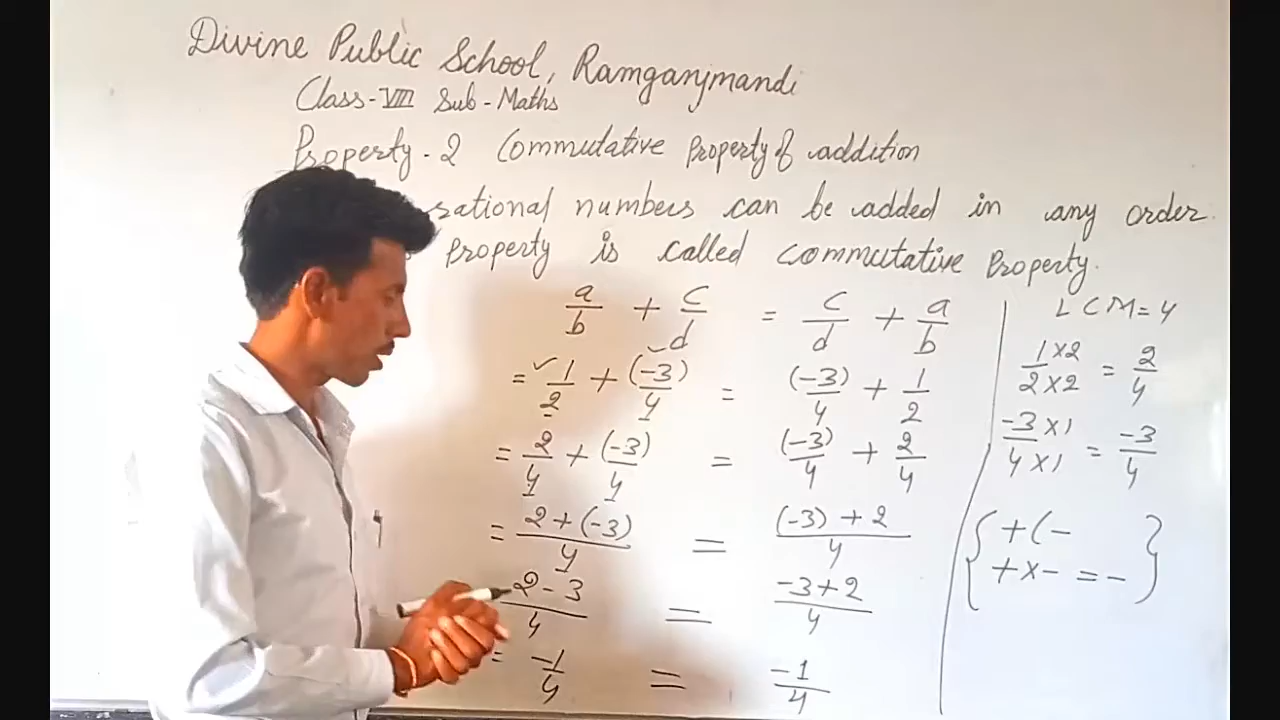 Divine Public School, Ramganjmandi
Class-VIII Sub-Maths
Property-2 Commutative Property of addition
rational numbers can be added in any order.
property is called commutative Property.
a/b + c/d = c/d + a/b
= 1/2 + (-3)/4 = (-3)/4 + 1/2
= 2/4 + (-3)/4 = (-3)/4 + 2/4
= 2+(-3)/4 = (-3)+2/4
2-3/4 = -3+2/4
= -1/4 = -1/4
LCM=4
1×2/2×2 = 2/4
-3×1/4×1 = -3/4
{ +(- }
{ +×- = - }